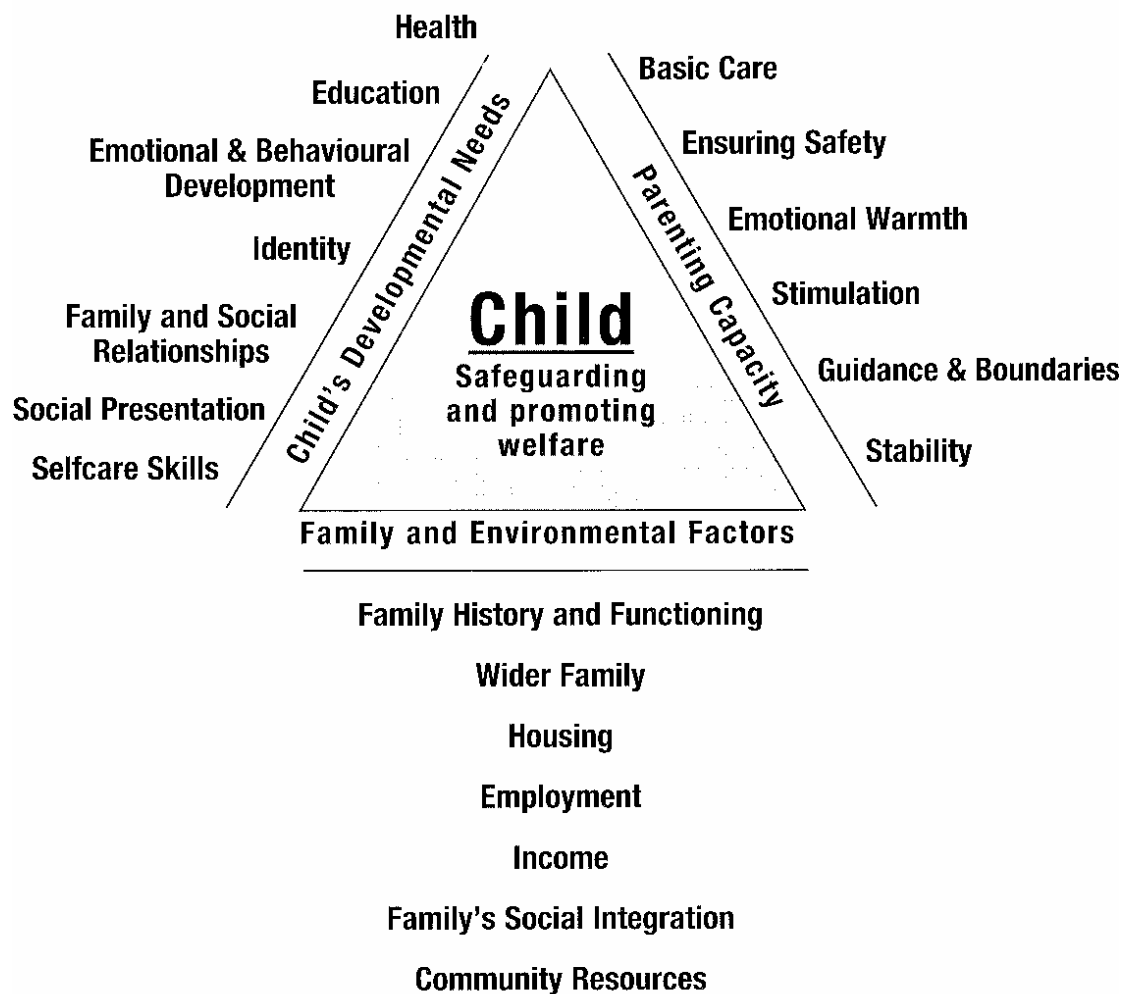 Health
Education
Emotional & Behavioural
Development
Identity
Family and Social
Relationships
Social Presentation
Selfcare Skills
Child's Developmental Needs
Basic Care
Ensuring Safety
Emotional Warmth
Stimulation
Guidance & Boundaries
Stability
Parenting Capacity
Child
Safeguarding
and promoting
welfare
Family and Environmental Factors
Family History and Functioning
Wider Family
Housing
Employment
Income
Family's Social Integration
Community Resources